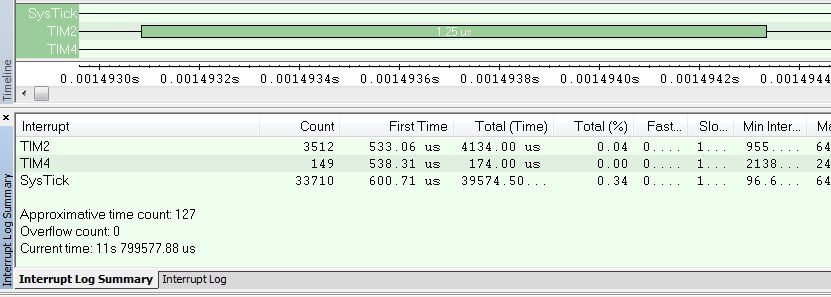 SysTick
TIM2 1.25 us
TIM4
Timeline
0.0014930s 0.0014932s 0.0014934s 0.0014936s 0.0014938s 0.0014940s 0.0014942s 0.0014944
Interrupt Log Summary
Interrupt Count First Time Total (Time) Total (%) Fast... Slo... Min Inter... Ma
TIM2 3512 533.06 us 4134.00 us 0.04 0.... 1... 955.... 64
TIM4 149 538.31 us 174.00 us 0.00 0.... 1... 2138... 24
SysTick 33710 600.71 us 39574.50... 0.34 0.... 1... 96.6... 64
Approximative time count: 127
Overflow count: 0
Current time: 11s 799577.88 us
Interrupt Log Summary Interrupt Log